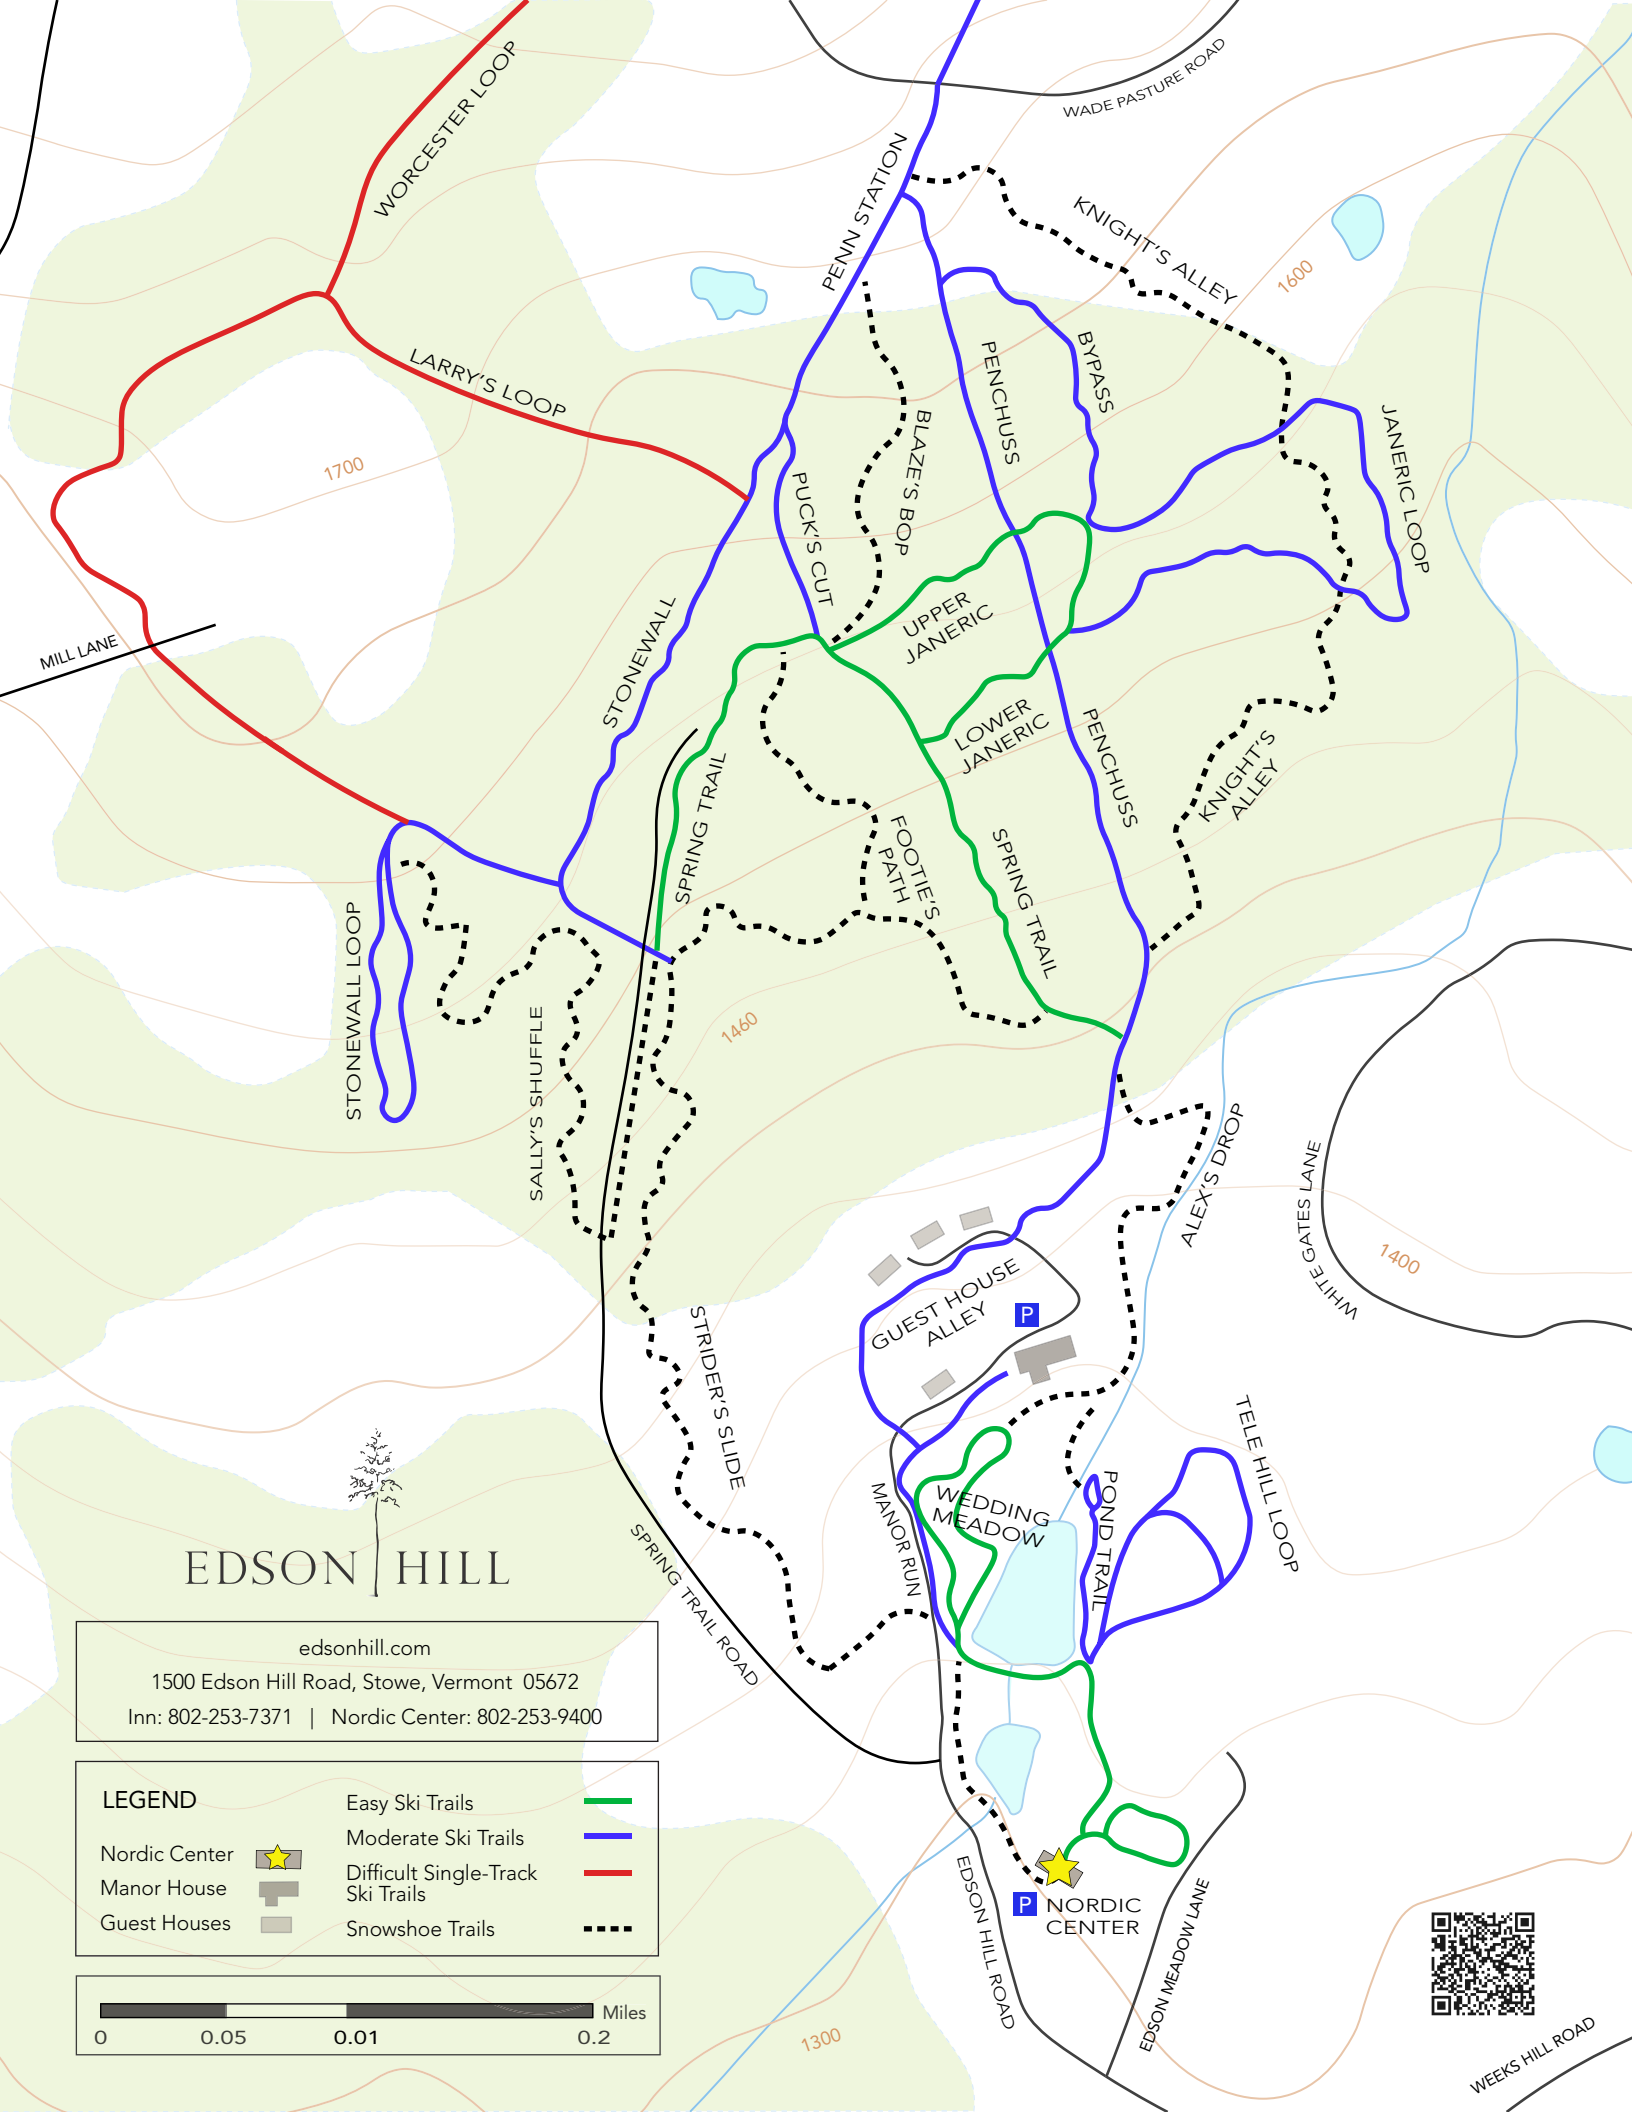 WORCESTER LOOP
WADE PASTURE ROAD
PENN STATION
KNIGHT'S ALLEY
1600
LARRY'S LOOP
PENCHUSS
BYPASS
JANERIC LOOP
BLAZE'S BOP
1700
PUCK'S CUT
UPPER
JANERIC
STONEWALL
MILL LANE
LOWER
JANERIC
PENCHUSS
KNIGHT'S
ALLEY
SPRING TRAIL
FOOTIE'S
PATH
SPRING TRAIL
STONEWALL LOOP
SALLY'S SHUFFLE
1460
ALEX'S DROP
WHITE GATES LANE
1400
GUEST HOUSE
ALLEY
P
STRIDER'S SLIDE
TELE HILL LOOP
WEDDING
MEADOW
POND TRAIL
MANOR RUN
SPRING TRAIL ROAD
EDSON HILL
edsonhill.com
1500 Edson Hill Road, Stowe, Vermont 05672
Inn: 802-253-7371 | Nordic Center: 802-253-9400
LEGEND
Nordic Center
Manor House
Guest Houses
Easy Ski Trails
Moderate Ski Trails
Difficult Single-Track
Ski Trails
Snowshoe Trails
Miles
0 0.05 0.01 0.2
P
NORDIC
CENTER
EDSON HILL ROAD
EDSON MEADOW LANE
1300
WEEKS HILL ROAD